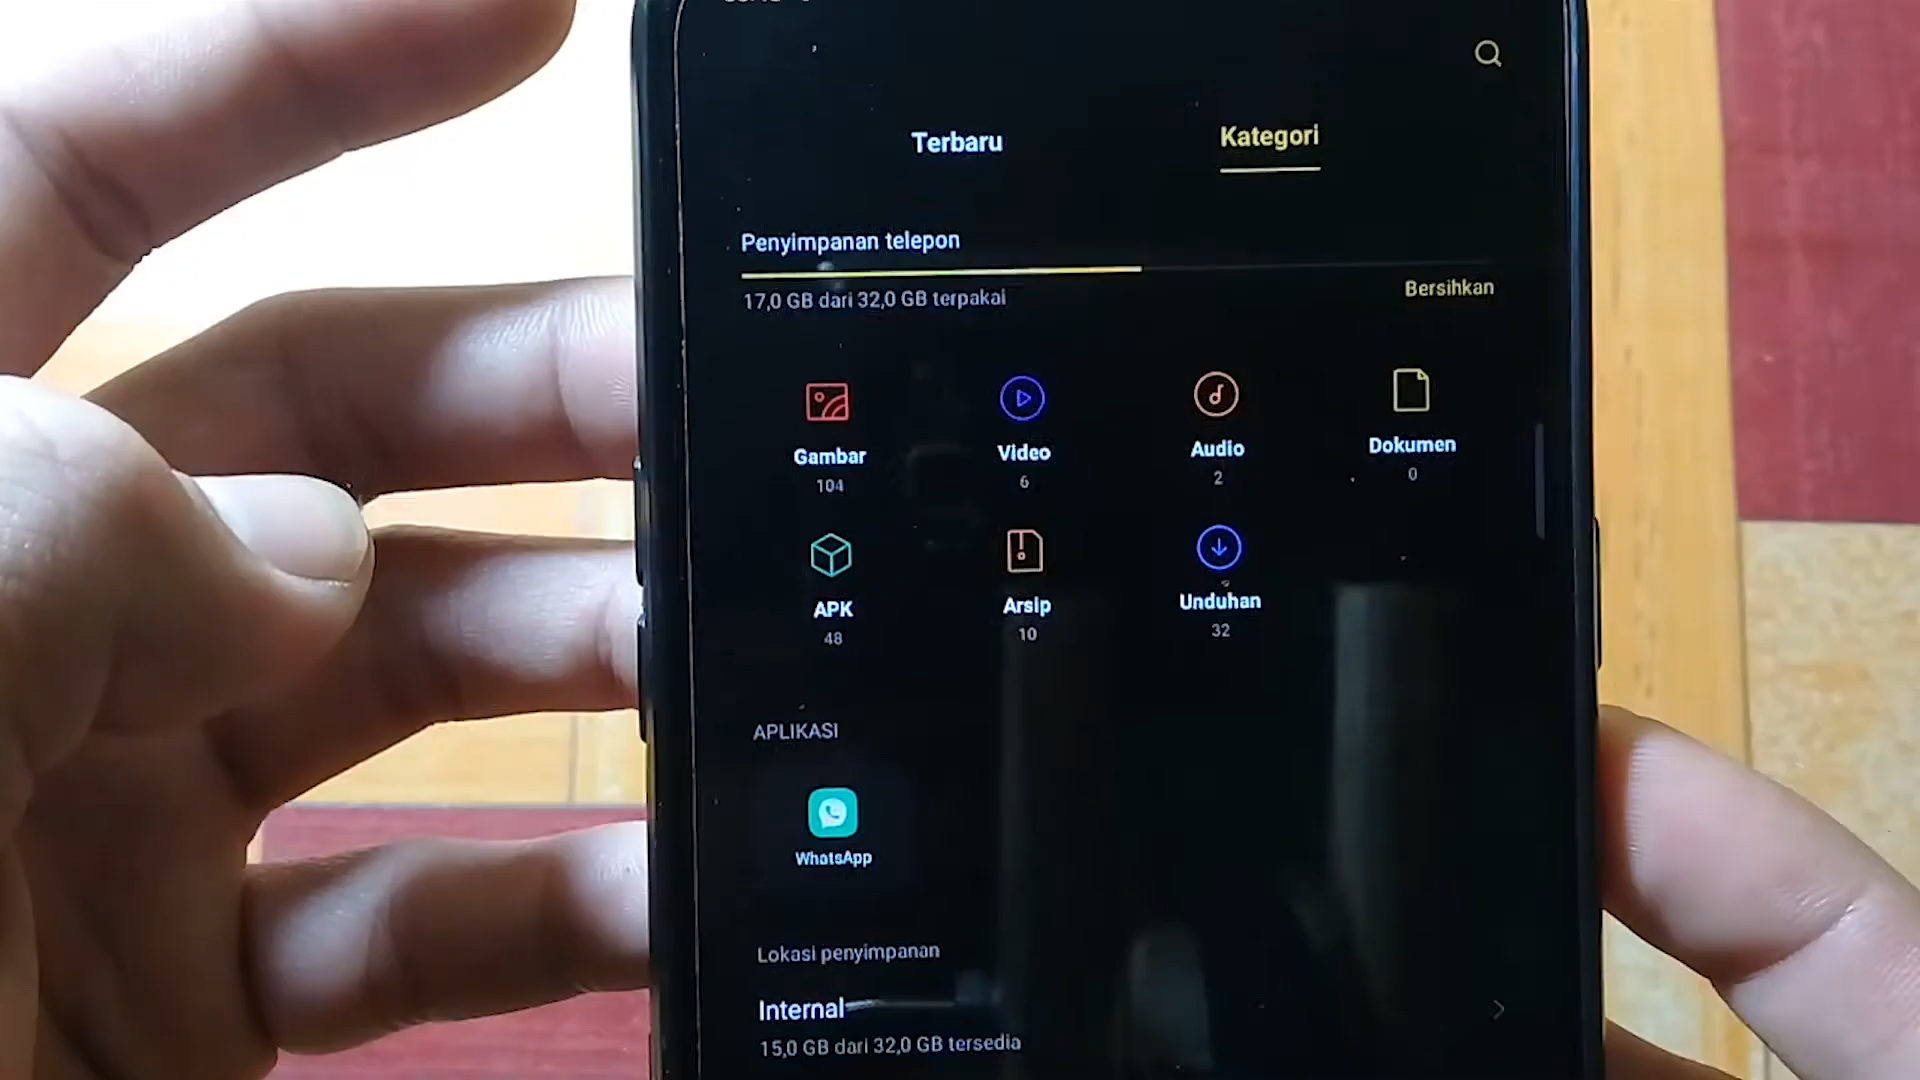 Terbaru
Kategori
Penyimpanan telepon
17,0 GB dari 32,0 GB terpakai
Bersihkan
Gambar
104
Video
6
Audio
2
Dokumen
0
APK
48
Arsip
10
Unduhan
32
APLIKASI
WhatsApp
Lokasi penyimpanan
Internal
15,0 GB dari 32,0 GB tersedia